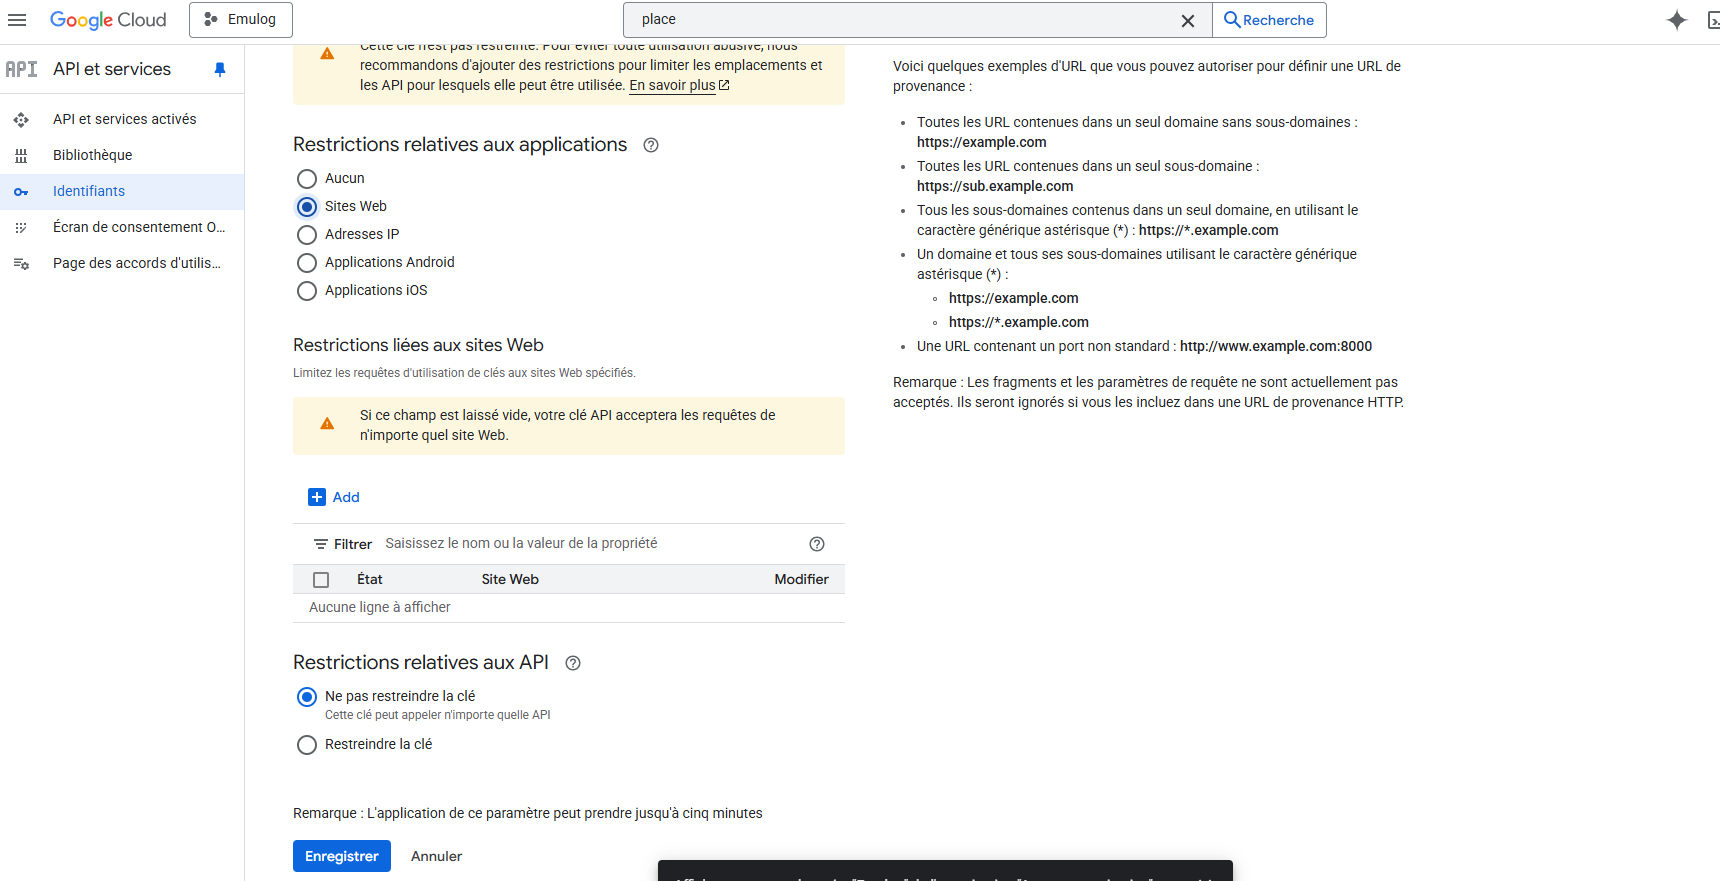 Google Cloud
Emulog
place
Recherche
API
API et services
API et services activés
Bibliothèque
Identifiants
Écran de consentement O...
Page des accords d'utilis...
Cette clé n'est pas restreinte. Pour éviter toute utilisation abusive, nous
recommandons d'ajouter des restrictions pour limiter les emplacements et
les API pour lesquels elle peut être utilisée. En savoir plus
Restrictions relatives aux applications
Aucun
Sites Web
Adresses IP
Applications Android
Applications iOS
Restrictions liées aux sites Web
Limitez les requêtes d'utilisation de clés aux sites Web spécifiés.
Si ce champ est laissé vide, votre clé API acceptera les requêtes de
n'importe quel site Web.
Add
Filtrer Saisissez le nom ou la valeur de la propriété
État Site Web Modifier
Aucune ligne à afficher
Restrictions relatives aux API
Ne pas restreindre la clé
Cette clé peut appeler n'importe quelle API
Restreindre la clé
Remarque : L'application de ce paramètre peut prendre jusqu'à cinq minutes
Enregistrer Annuler
Voici quelques exemples d'URL que vous pouvez autoriser pour définir une URL de
provenance :
• Toutes les URL contenues dans un seul domaine sans sous-domaines :
https://example.com
• Toutes les URL contenues dans un seul sous-domaine :
https://sub.example.com
• Tous les sous-domaines contenus dans un seul domaine, en utilisant le
caractère générique astérisque (*) : https://*.example.com
• Un domaine et tous ses sous-domaines utilisant le caractère générique
astérisque (*) :
◦ https://example.com
◦ https://*.example.com
• Une URL contenant un port non standard : http://www.example.com:8000
Remarque : Les fragments et les paramètres de requête ne sont actuellement pas
acceptés. Ils seront ignorés si vous les incluez dans une URL de provenance HTTP.